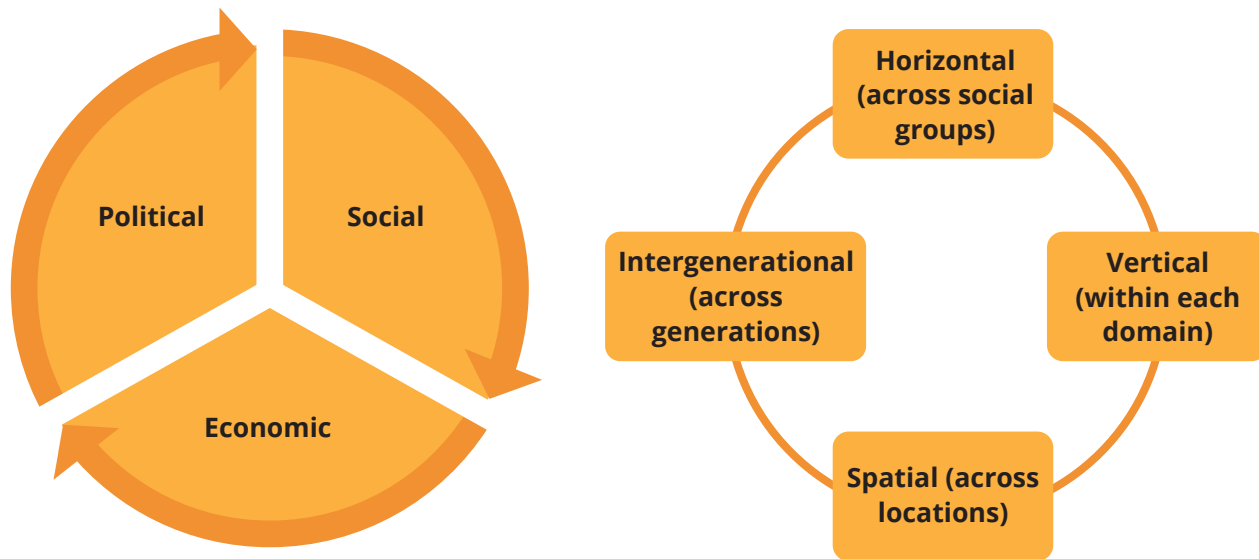 Political
Social
Economic
Horizontal
(across social
groups)
Intergenerational
(across
generations)
Vertical
(within each
domain)
Spatial (across
locations)